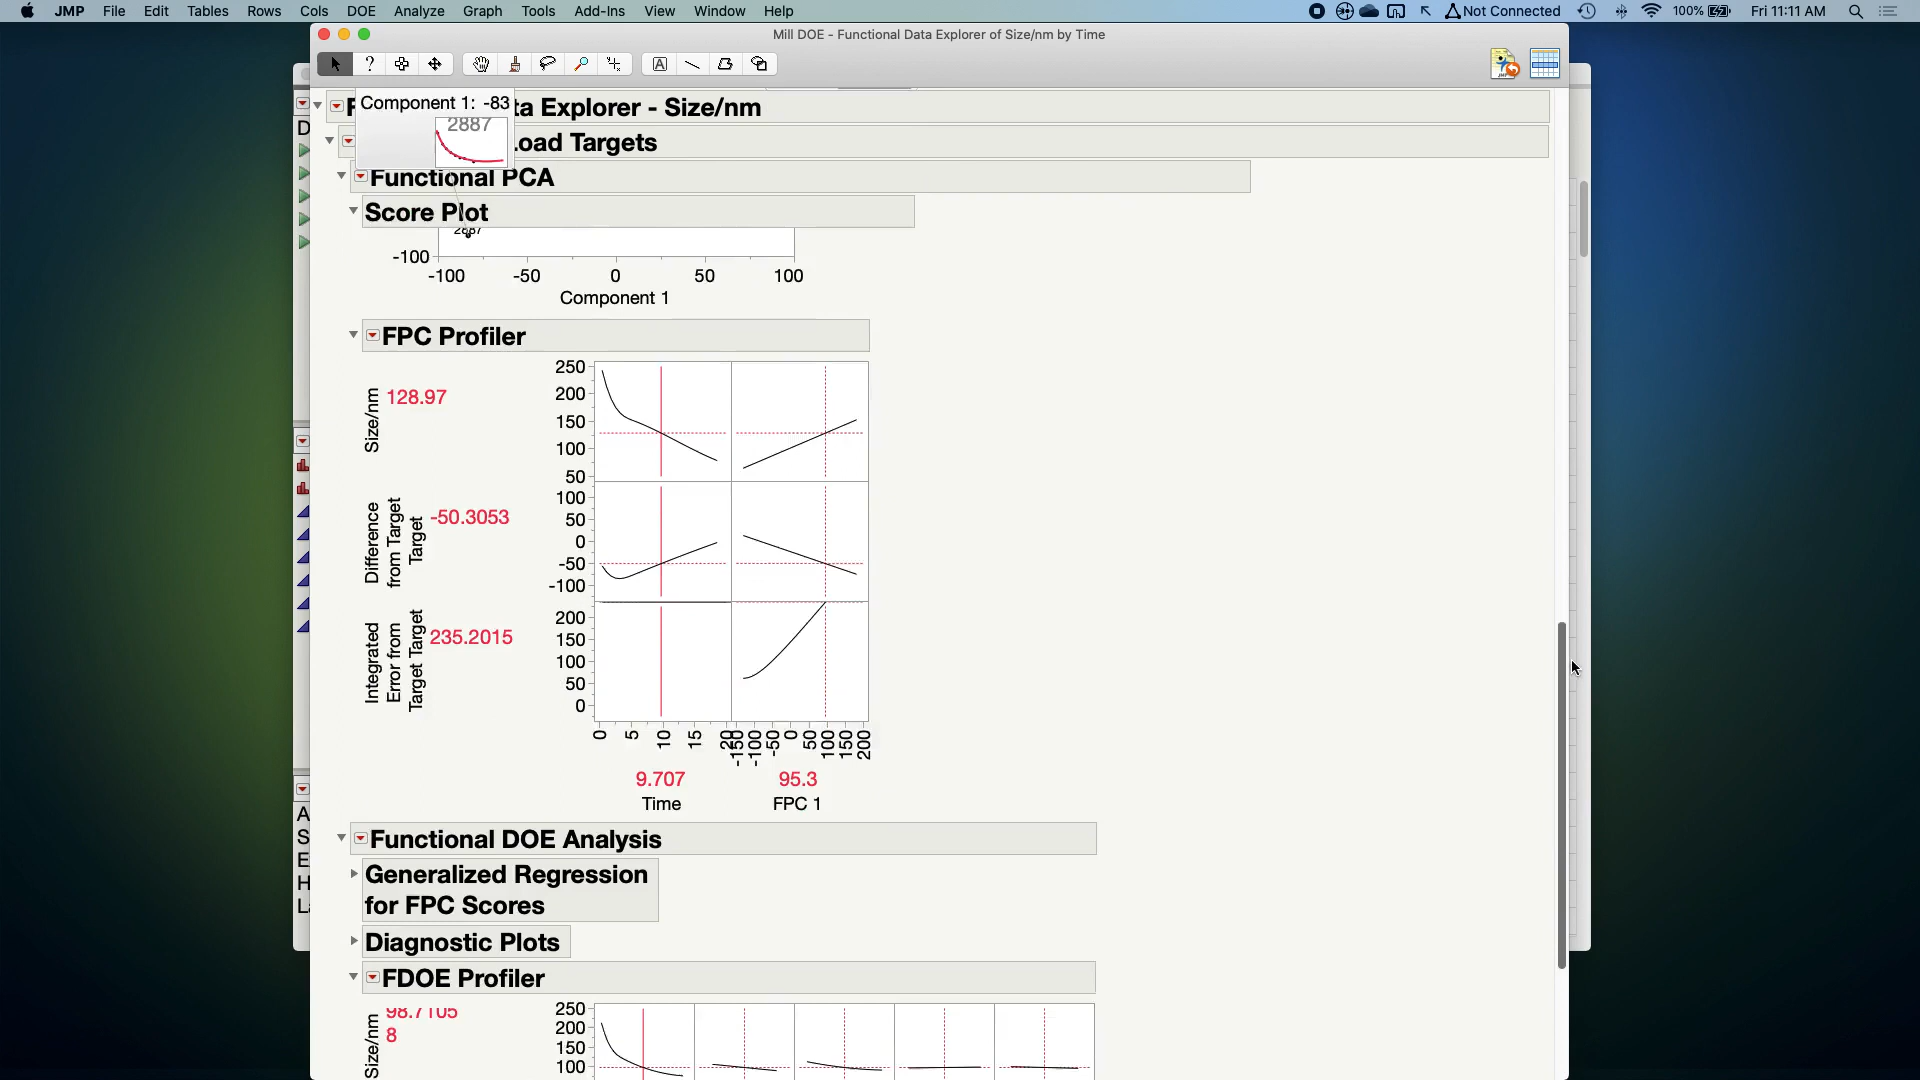 JMP File Edit Tables Rows Cols DOE Analyze Graph Tools Add-Ins View Window Help
Not Connected 100% Fri 11:11 AM
Mill DOE - Functional Data Explorer of Size/nm by Time
Component 1: -83
2887
ta Explorer - Size/nm
oad Targets
Functional PCA
Score Plot
2887
-100
-100 -50 0 50 100
Component 1
FPC Profiler
Size/nm
128.97
250
200
150
100
50
Difference
from Target
Target
-50.3053
100
50
0
-50
-100
Integrated
Error from
Target Target
235.2015
200
150
100
50
0
0 5 10 15 20 -150 -100 -50 0 50 100 150 200
9.707 95.3
Time FPC 1
Functional DOE Analysis
Generalized Regression
for FPC Scores
Diagnostic Plots
FDOE Profiler
Size/nm
98.7105
8
250
200
150
100